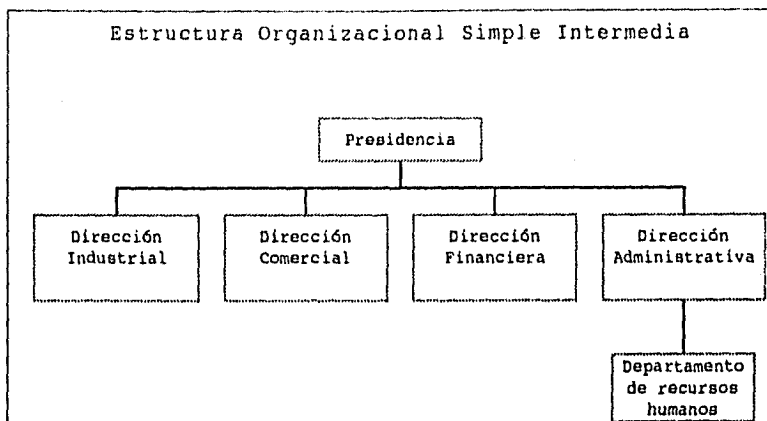 Estructura Organizacional Simple Intermedia
Presidencia
Dirección
Industrial
Dirección
Comercial
Dirección
Financiera
Dirección
Administrativa
Departamento
de recursos
humanos